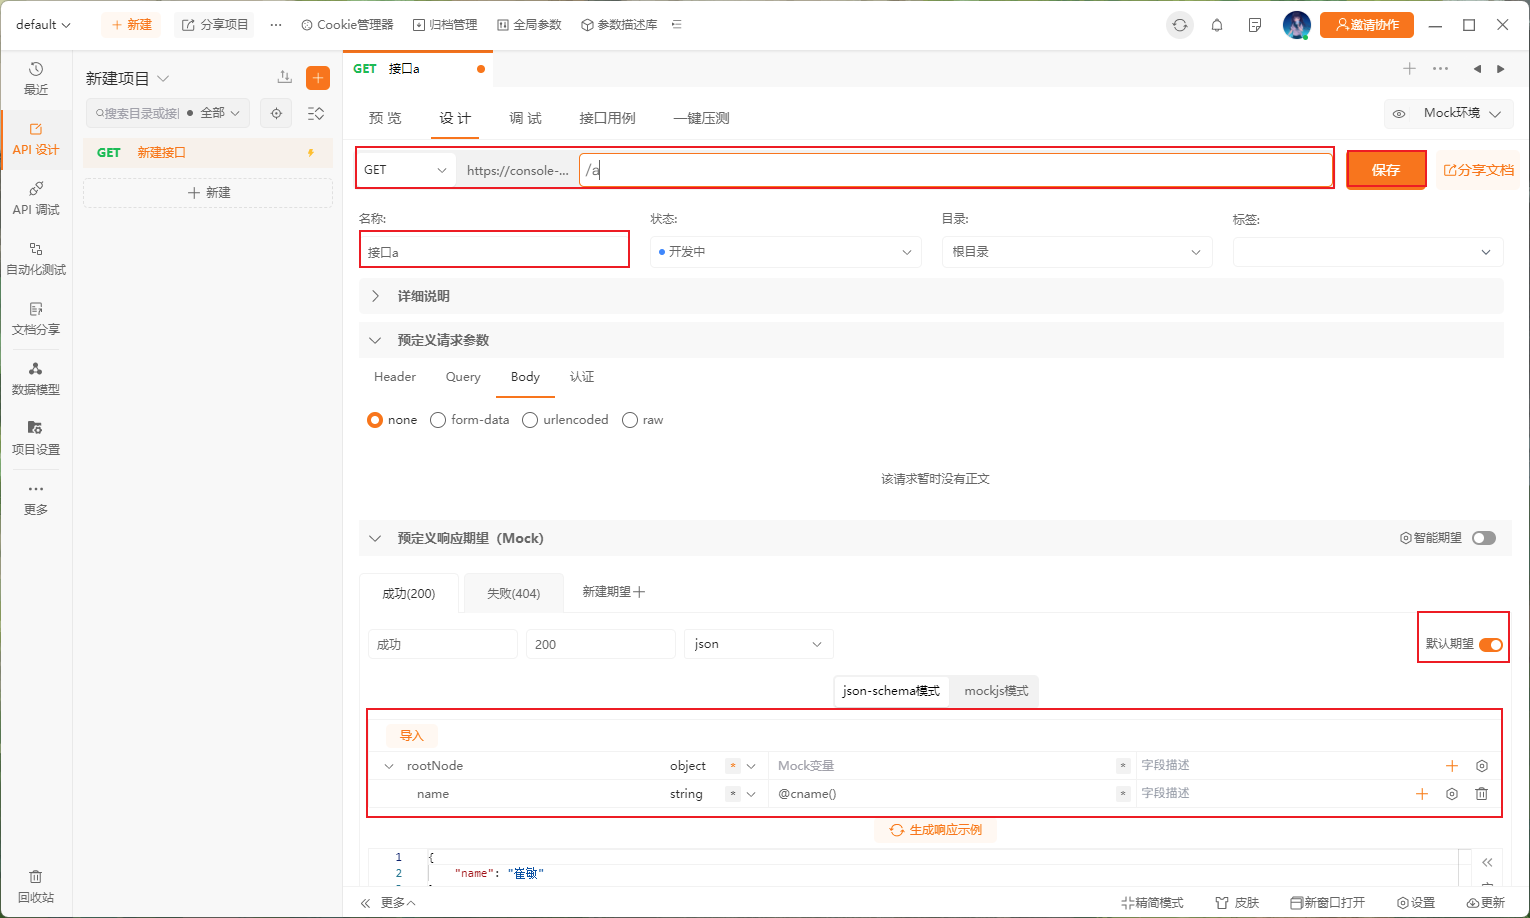 default
新建
分享项目
Cookie管理器
归档管理
全局参数
参数描述库
邀请协作
最近
API 设计
API 调试
自动化测试
文档分享
数据模型
项目设置
更多
回收站
新建项目
搜索目录或接
全部
GET 新建接口
新建
GET 接口a
预 览
设 计
调 试
接口用例
一键压测
Mock环境
GET
https://console-...
/a
保存
分享文档
名称:
状态:
目录:
标签:
接口a
开发中
根目录
详细说明
预定义请求参数
Header
Query
Body
认证
none
form-data
urlencoded
raw
该请求暂时没有正文
预定义响应期望（Mock）
智能期望
成功(200)
失败(404)
新建期望
成功
200
json
默认期望
json-schema模式
mockjs模式
导入
rootNode object * Mock变量 * 字段描述
name string * @cname() * 字段描述
生成响应示例
1 {
2 "name": "崔敏"
更多
精简模式
皮肤
新窗口打开
设置
更新